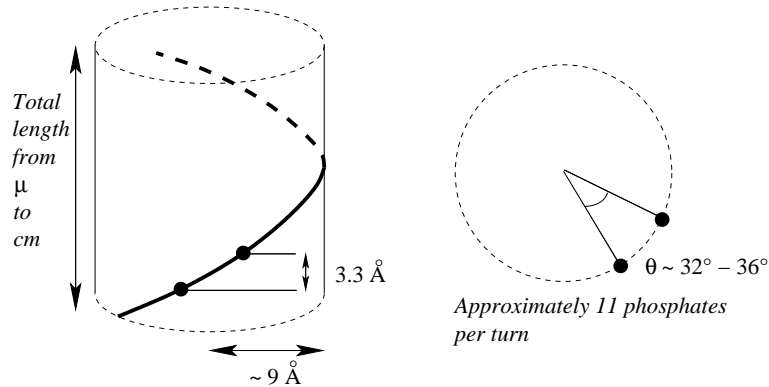 Total
length
from
μ
to
cm
3.3 Å
~ 9 Å
θ ~ 32° − 36°
Approximately 11 phosphates
per turn